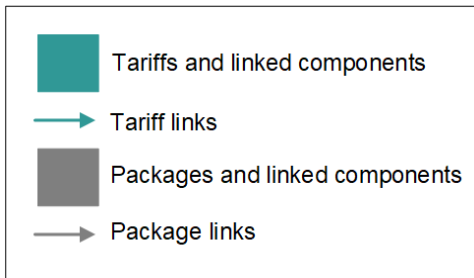 Tariffs and linked components
Tariff links
Packages and linked components
Package links